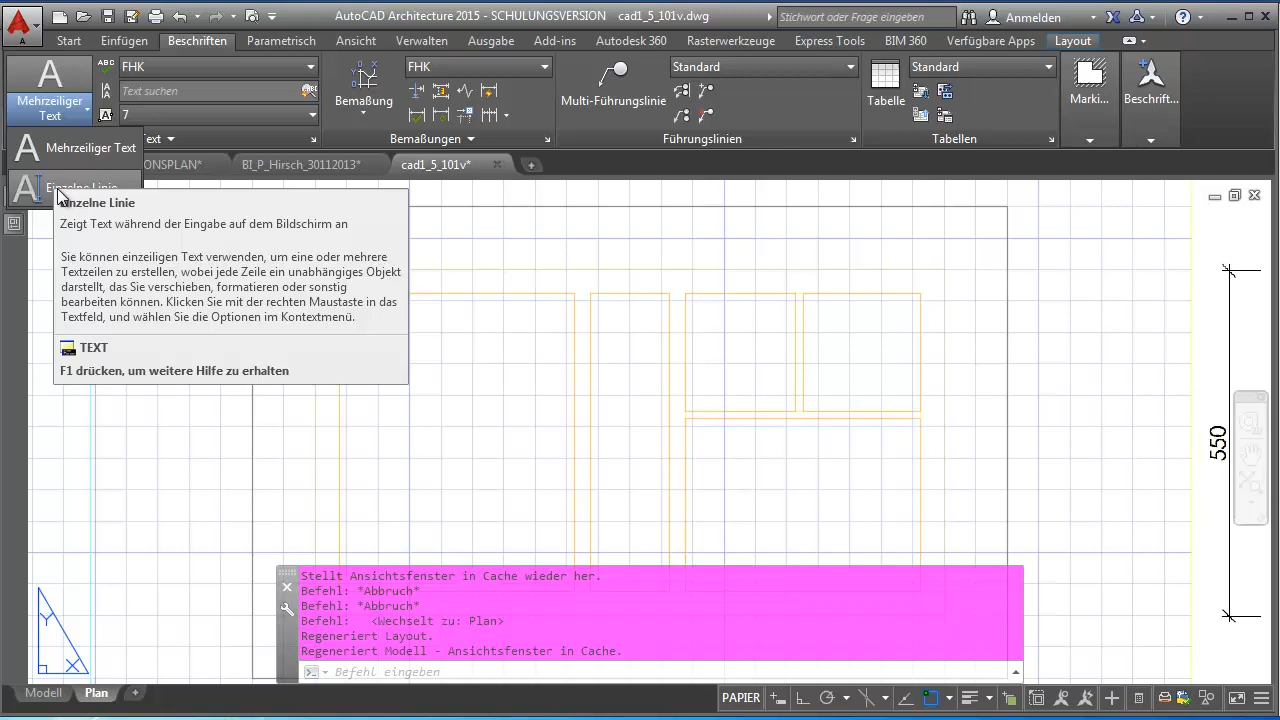 AutoCAD Architecture 2015 - SCHULUNGSVERSION cad1_5_101v.dwg
Stichwort oder Frage eingeben
Anmelden
Start Einfügen Beschriften Parametrisch Ansicht Verwalten Ausgabe Add-ins Autodesk 360 Rasterwerkzeuge Express Tools BIM 360 Verfügbare Apps Layout
Mehrzeiliger
Text
FHK
Text suchen
7
Text
Bemaßung
FHK
Bemaßungen
Multi-Führungslinie
Standard
Führungslinien
Tabelle
Standard
Tabellen
Marki...
Beschrift...
Mehrzeiliger Text
Einzelne Linie
ONSPLAN*
BI_P_Hirsch_30112013*
cad1_5_101v*
inzelne Linie
Zeigt Text während der Eingabe auf dem Bildschirm an
Sie können einzeiligen Text verwenden, um eine oder mehrere
Textzeilen zu erstellen, wobei jede Zeile ein unabhängiges Objekt
darstellt, das Sie verschieben, formatieren oder sonstig
bearbeiten können. Klicken Sie mit der rechten Maustaste in das
Textfeld, und wählen Sie die Optionen im Kontextmenü.
TEXT
F1 drücken, um weitere Hilfe zu erhalten
550
Stellt Ansichtsfenster in Cache wieder her.
Befehl: *Abbruch*
Befehl: *Abbruch*
Befehl:   <Wechselt zu: Plan>
Regeneriert Layout.
Regeneriert Modell - Ansichtsfenster in Cache.
Befehl eingeben
Y
X
Modell Plan
PAPIER